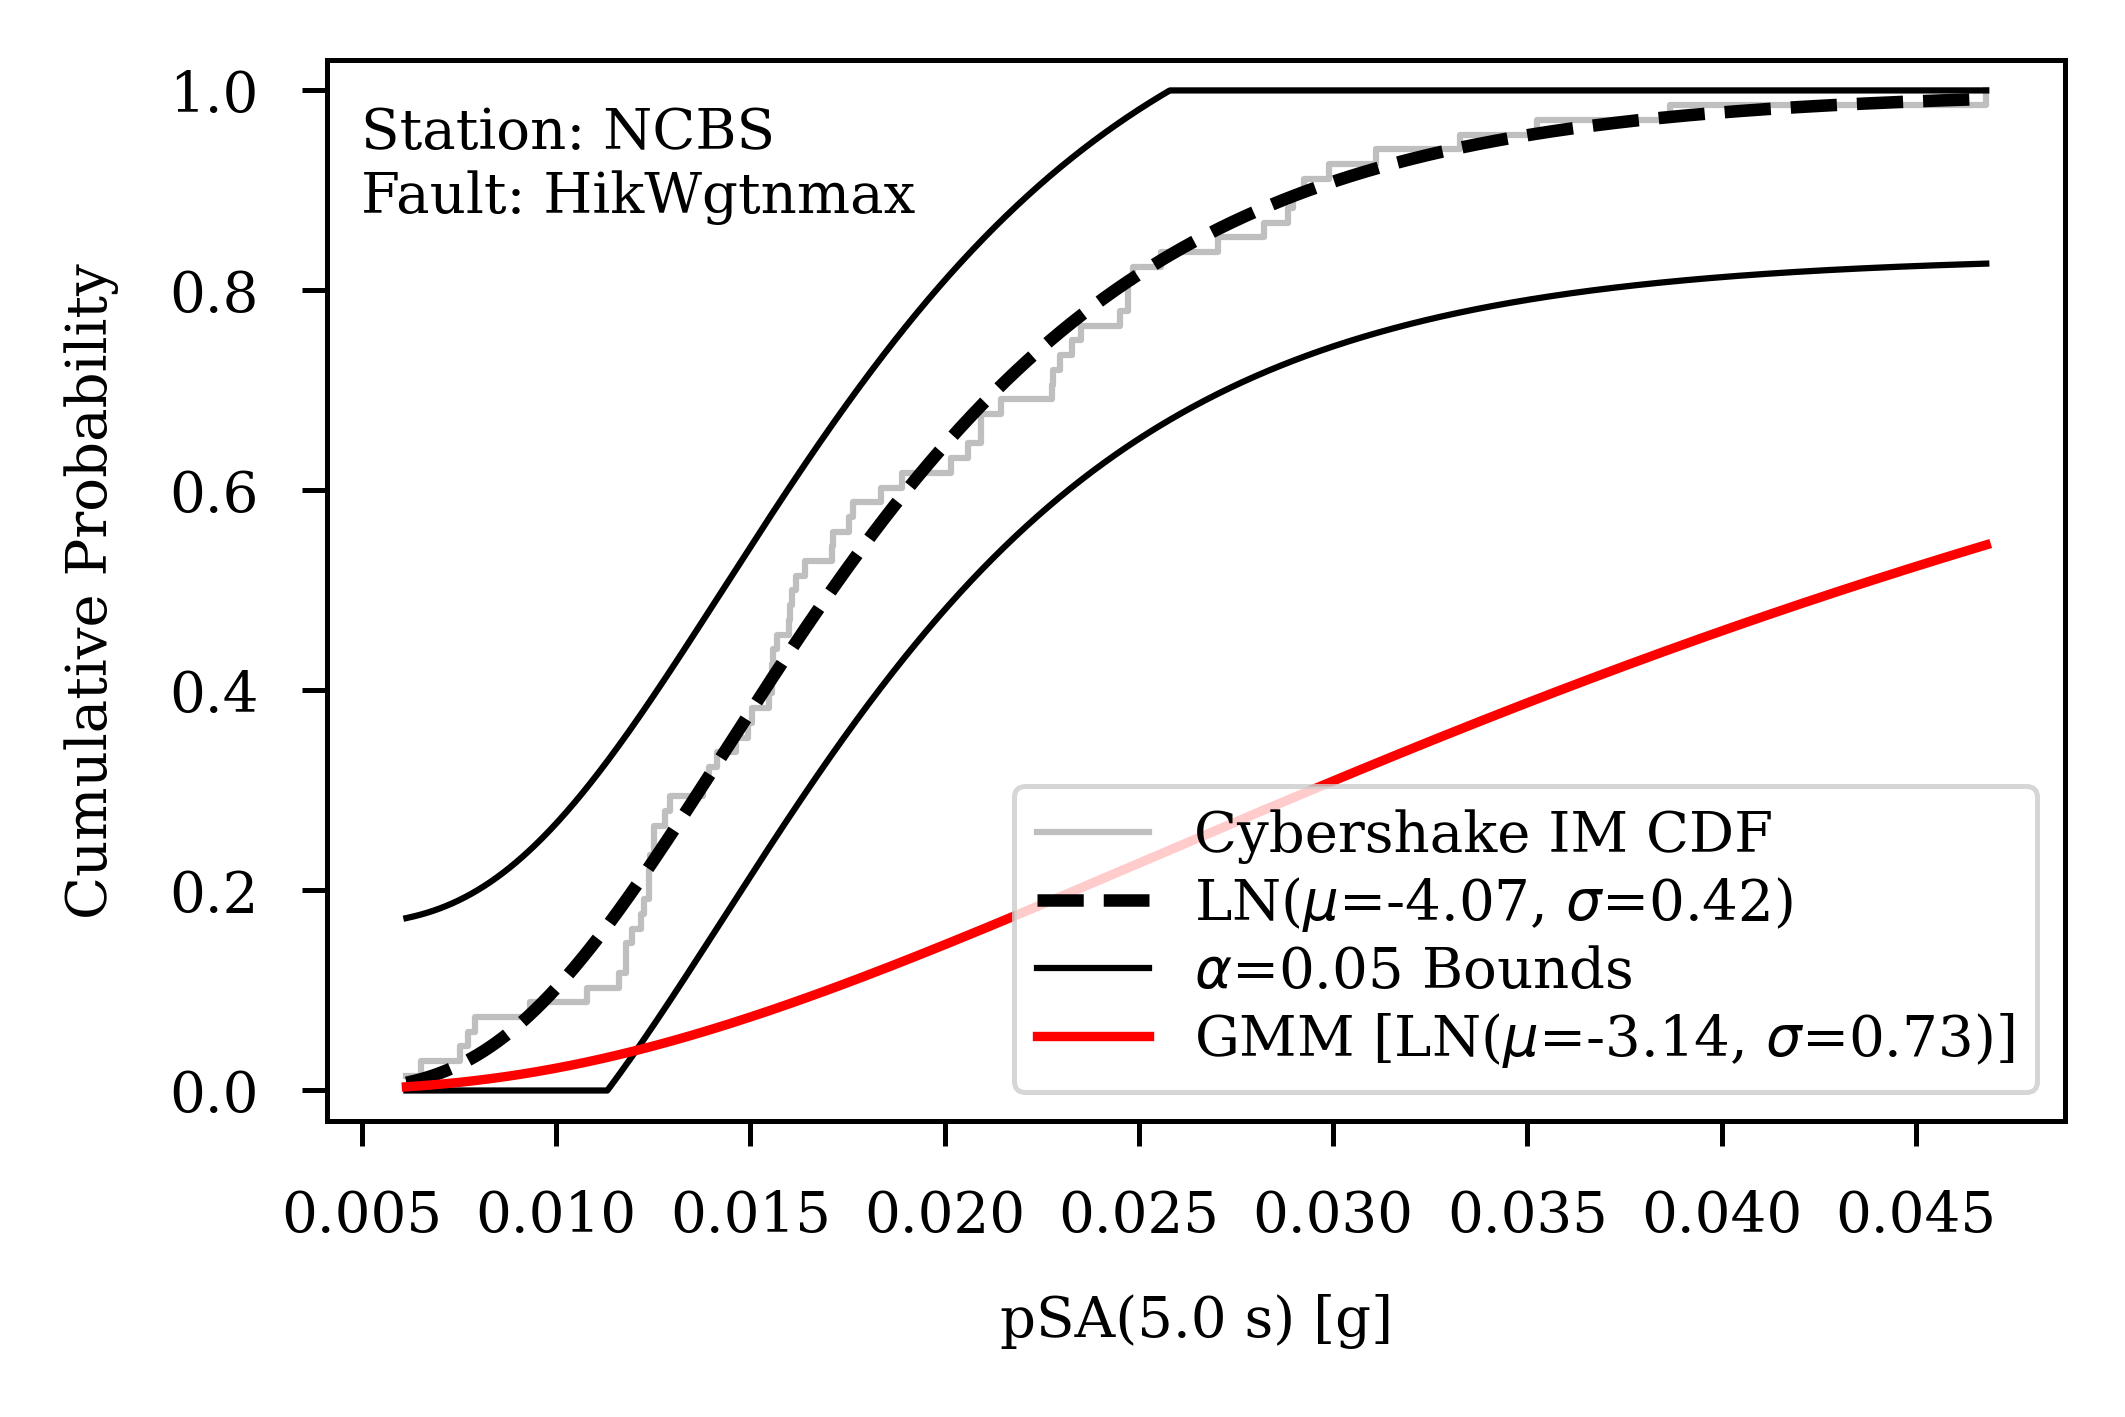 Station: NCBS
Fault: HikWgtnmax
1.0
0.8
0.6
0.4
0.2
0.0
Cumulative Probability
Cybershake IM CDF
LN(μ=-4.07, σ=0.42)
α=0.05 Bounds
GMM [LN(μ=-3.14, σ=0.73)]
0.005 0.010 0.015 0.020 0.025 0.030 0.035 0.040 0.045
pSA(5.0 s) [g]